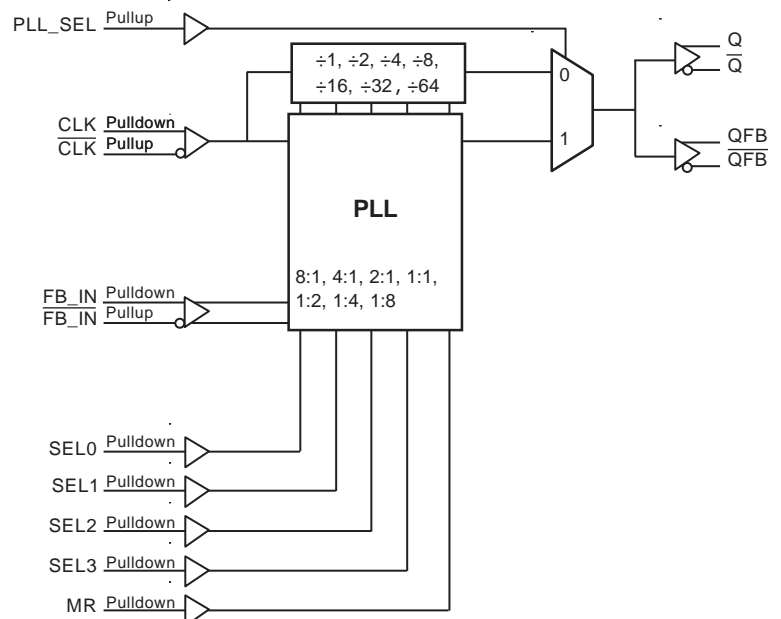 PLL_SEL Pullup
÷1, ÷2, ÷4, ÷8,
÷16, ÷32, ÷64
0
1
Q
Q
QFB
QFB
CLK Pulldown
CLK Pullup
PLL
8:1, 4:1, 2:1, 1:1,
1:2, 1:4, 1:8
FB_IN Pulldown
FB_IN Pullup
SEL0 Pulldown
SEL1 Pulldown
SEL2 Pulldown
SEL3 Pulldown
MR Pulldown